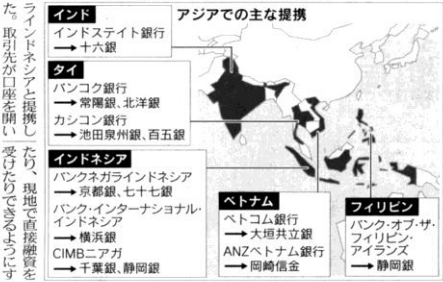 ラインドネシアと提携し
た。取引先が口座を開い
たり、現地で直接融資を
受けたりできるようにす
アジアでの主な提携
インド
インドステイト銀行
→十六銀
タイ
バンコク銀行
→常陽銀、北洋銀
カシコン銀行
→池田泉州銀、百五銀
インドネシア
バンクネガラインドネシア
→京都銀、七十七銀
バンク・インターナショナル・
インドネシア
→横浜銀
CIMBニアガ
→千葉銀、静岡銀
ベトナム
ベトコム銀行
→大垣共立銀
ANZベトナム銀行
→岡崎信金
フィリピン
バンク・オブ・ザ・
フィリピン・
アイランズ
→静岡銀